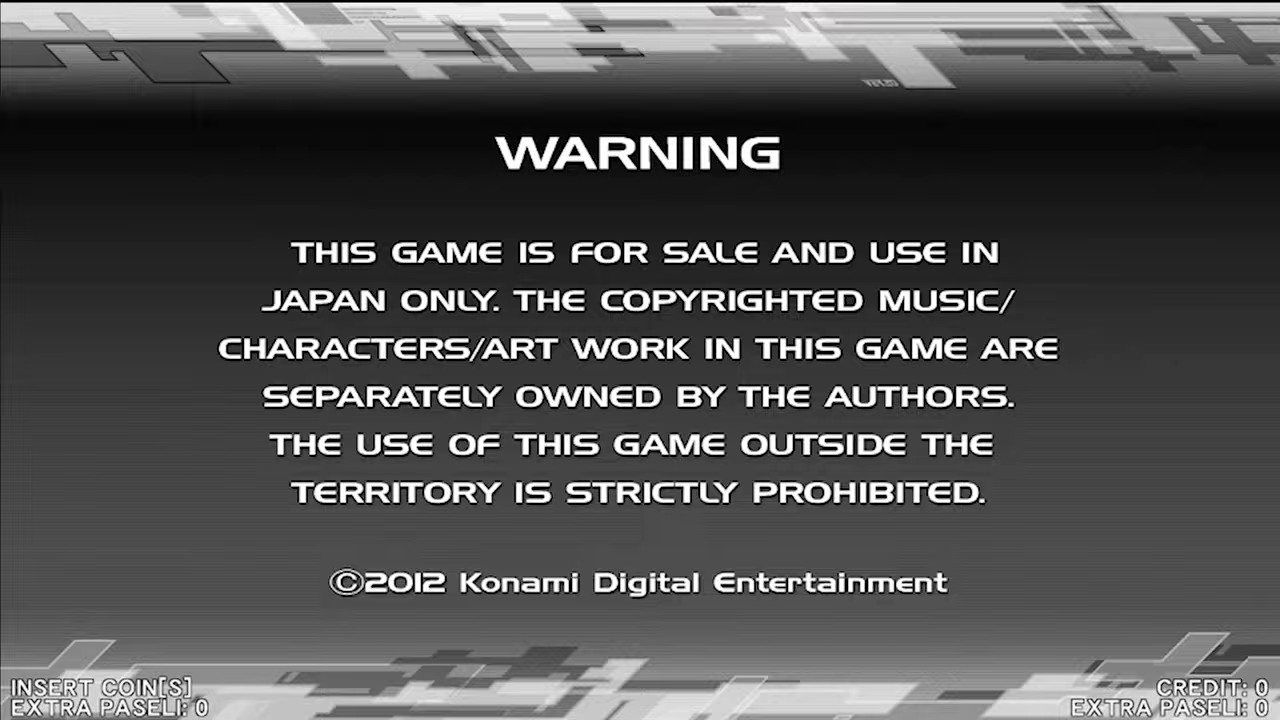 WARNING
THIS GAME IS FOR SALE AND USE IN
JAPAN ONLY. THE COPYRIGHTED MUSIC/
CHARACTERS/ART WORK IN THIS GAME ARE
SEPARATELY OWNED BY THE AUTHORS.
THE USE OF THIS GAME OUTSIDE THE
TERRITORY IS STRICTLY PROHIBITED.
©2012 Konami Digital Entertainment
INSERT COIN[S]
EXTRA PASELI: 0
CREDIT: 0
EXTRA PASELI: 0